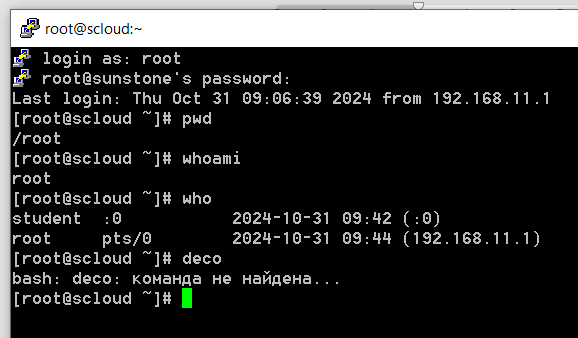 root@scloud:~
login as: root
root@sunstone's password:
Last login: Thu Oct 31 09:06:39 2024 from 192.168.11.1
[root@scloud ~]# pwd
/root
[root@scloud ~]# whoami
root
[root@scloud ~]# who
student  :0           2024-10-31 09:42 (:0)
root     pts/0        2024-10-31 09:44 (192.168.11.1)
[root@scloud ~]# deco
bash: deco: команда не найдена...
[root@scloud ~]#